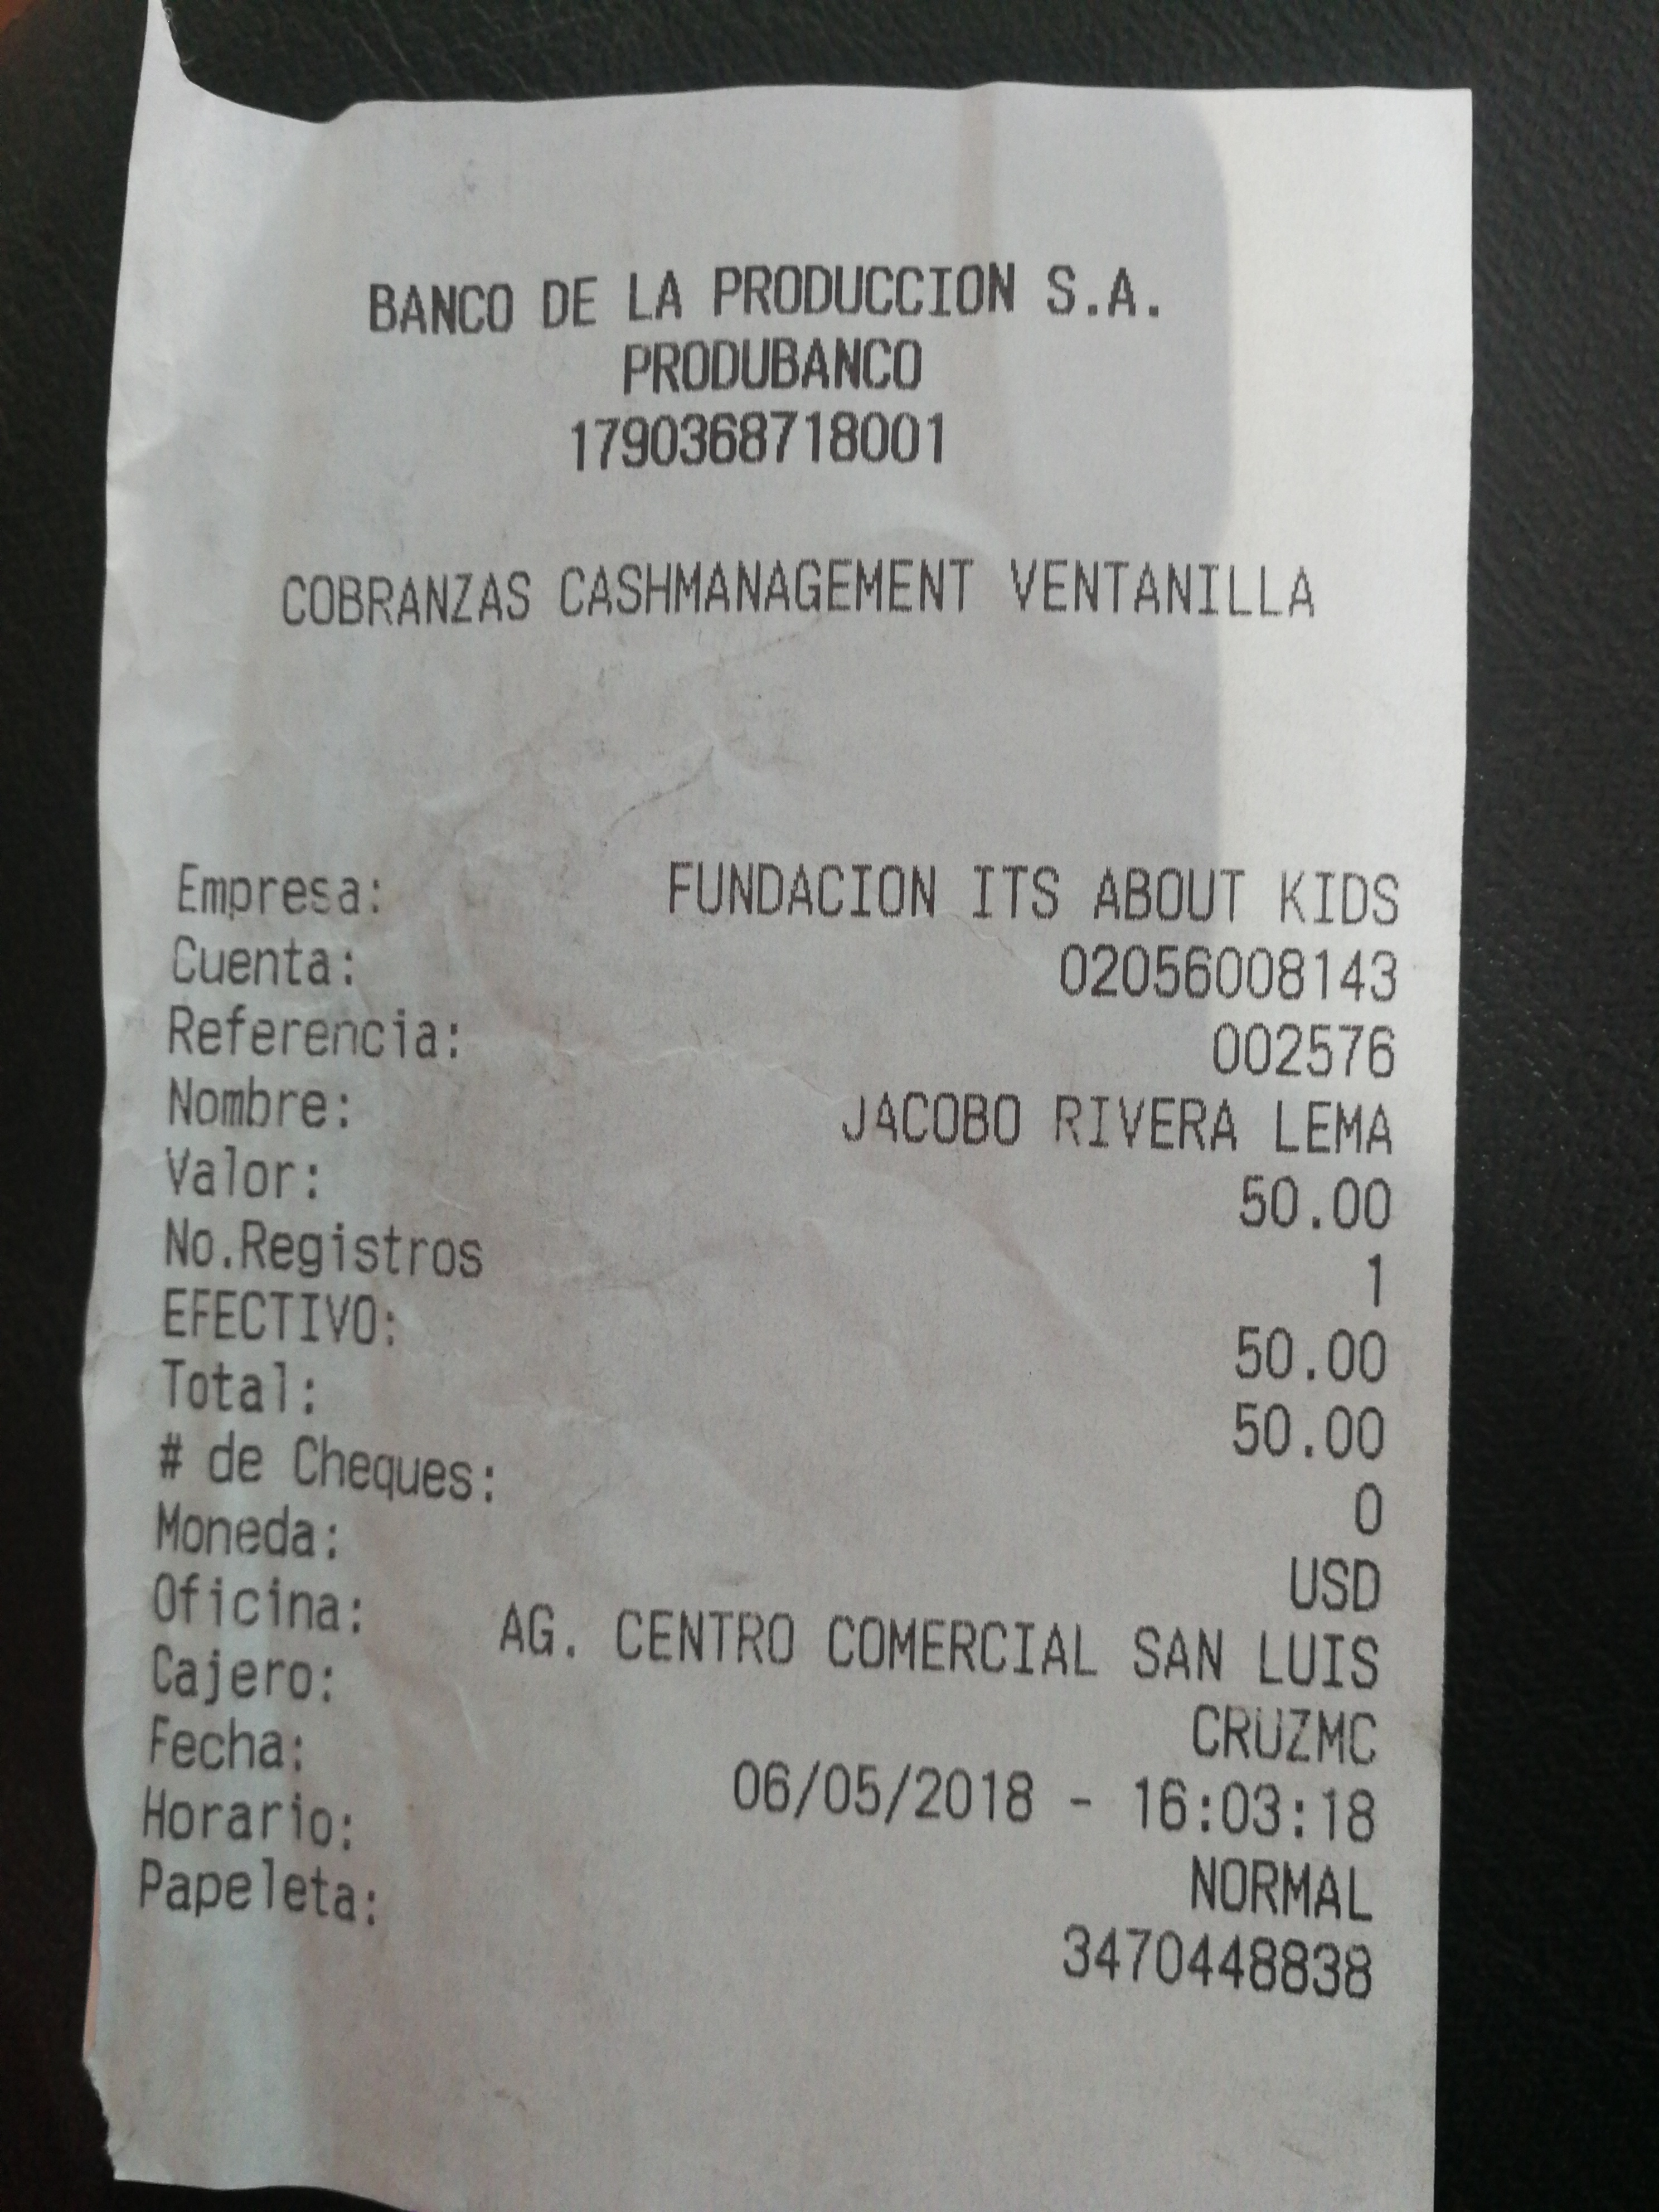 BANCO DE LA PRODUCCION S.A.
PRODUBANCO
1790368718001
COBRANZAS CASHMANAGEMENT VENTANILLA
Empresa: FUNDACION ITS ABOUT KIDS
Cuenta: 02056008143
Referencia: 002576
Nombre: JACOBO RIVERA LEMA
Valor: 50.00
No.Registros 1
EFECTIVO: 50.00
Total: 50.00
# de Cheques: 0
Moneda: USD
Oficina: AG. CENTRO COMERCIAL SAN LUIS
Cajero: CRUZMC
Fecha: 06/05/2018 - 16:03:18
Horario: NORMAL
Papeleta: 3470448838